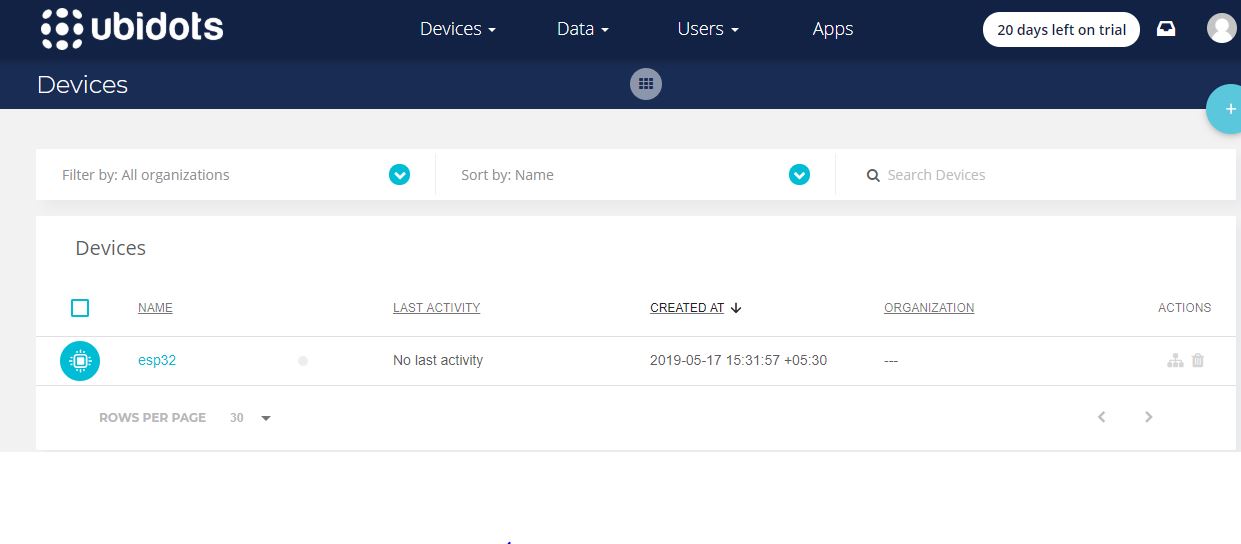 ubidots Devices Data Users Apps 20 days left on trial
Devices
+
Filter by: All organizations Sort by: Name Search Devices
Devices
NAME LAST ACTIVITY CREATED AT ORGANIZATION ACTIONS
esp32 No last activity 2019-05-17 15:31:57 +05:30 ---
ROWS PER PAGE 30